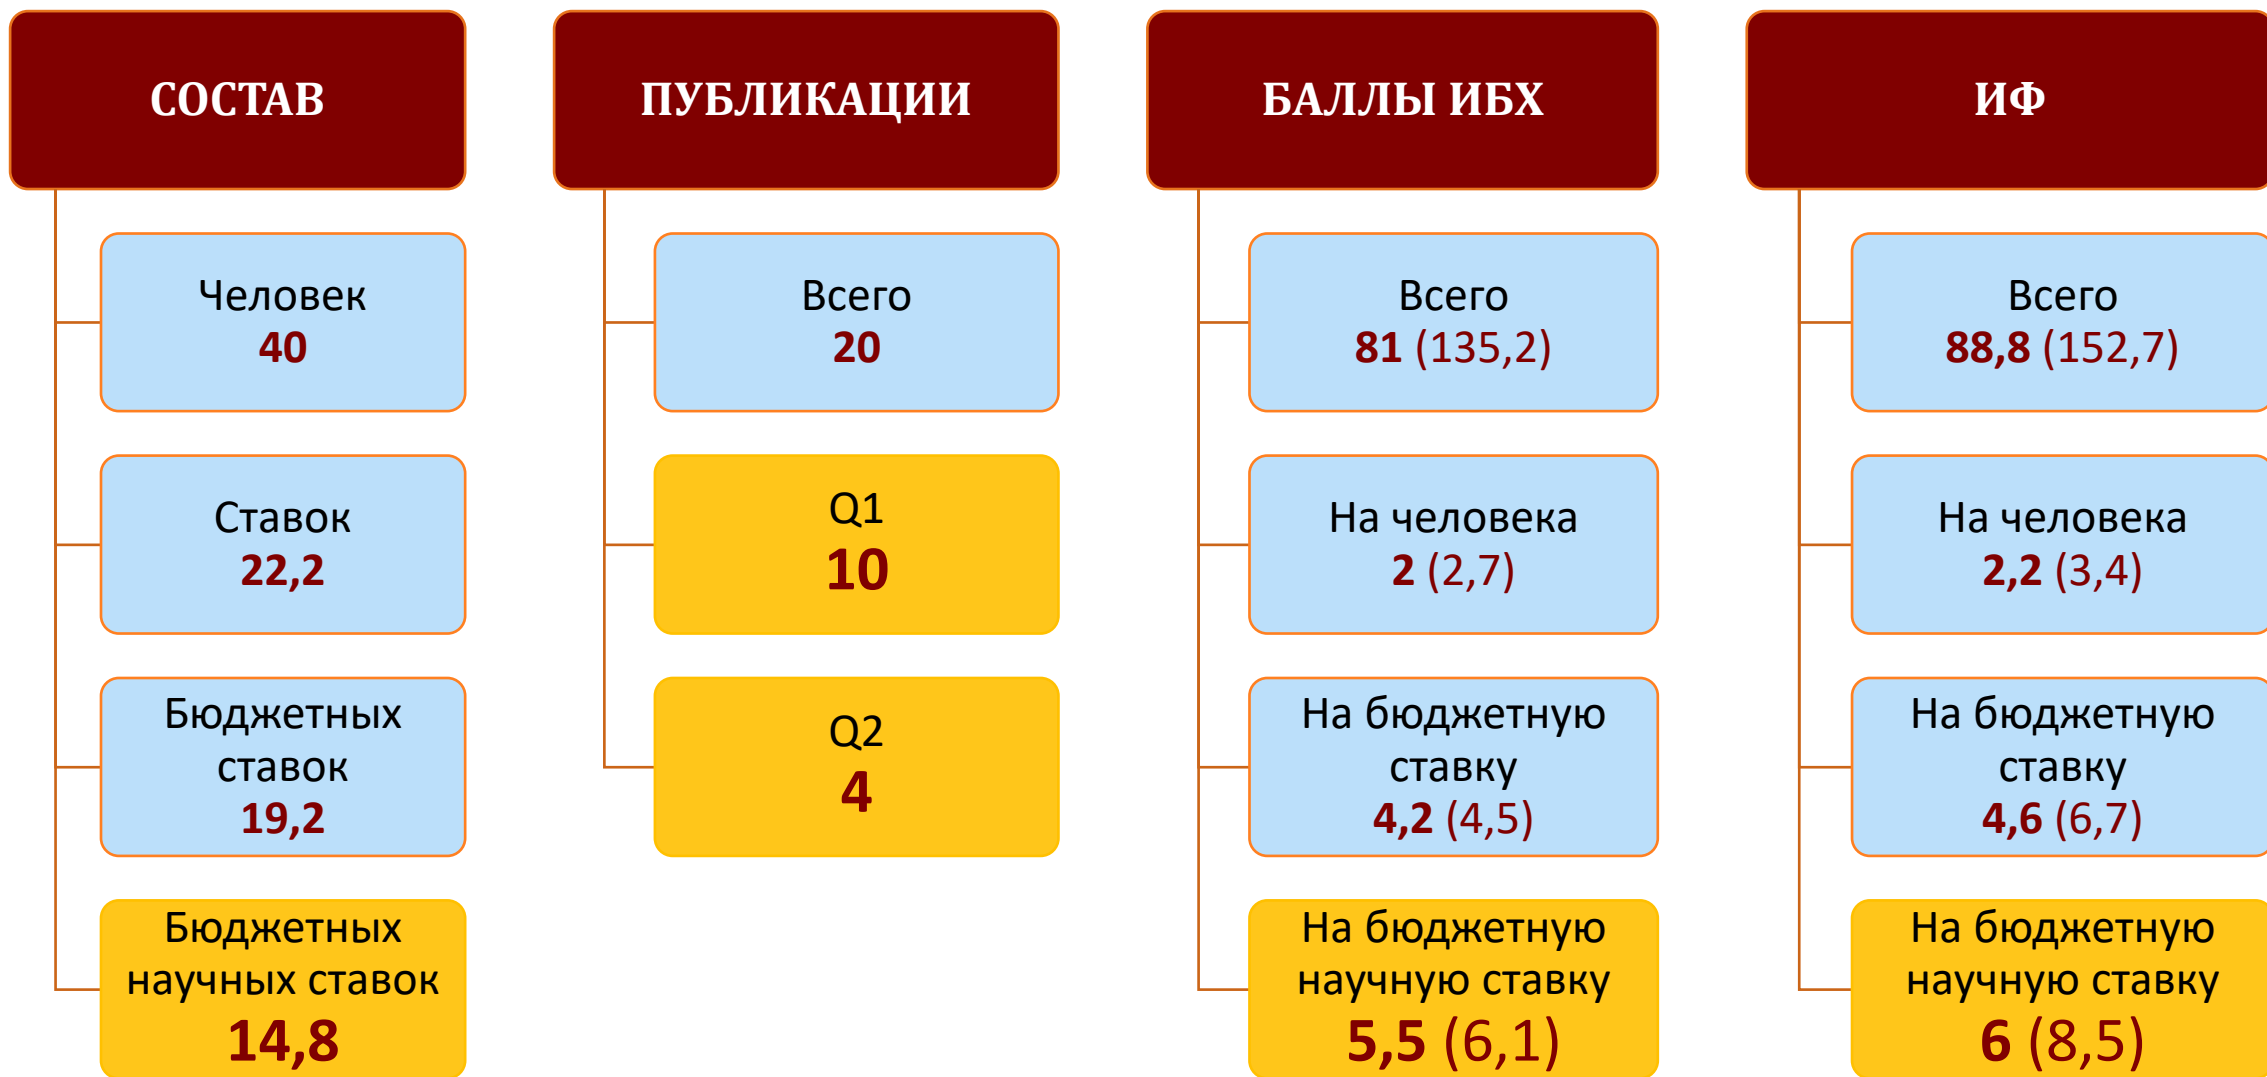 СОСТАВ
Человек
40
Ставок
22,2
Бюджетных
ставок
19,2
Бюджетных
научных ставок
14,8
ПУБЛИКАЦИИ
Всего
20
Q1
10
Q2
4
БАЛЛЫ ИБХ
Всего
81 (135,2)
На человека
2 (2,7)
На бюджетную
ставку
4,2 (4,5)
На бюджетную
научную ставку
5,5 (6,1)
ИФ
Всего
88,8 (152,7)
На человека
2,2 (3,4)
На бюджетную
ставку
4,6 (6,7)
На бюджетную
научную ставку
6 (8,5)